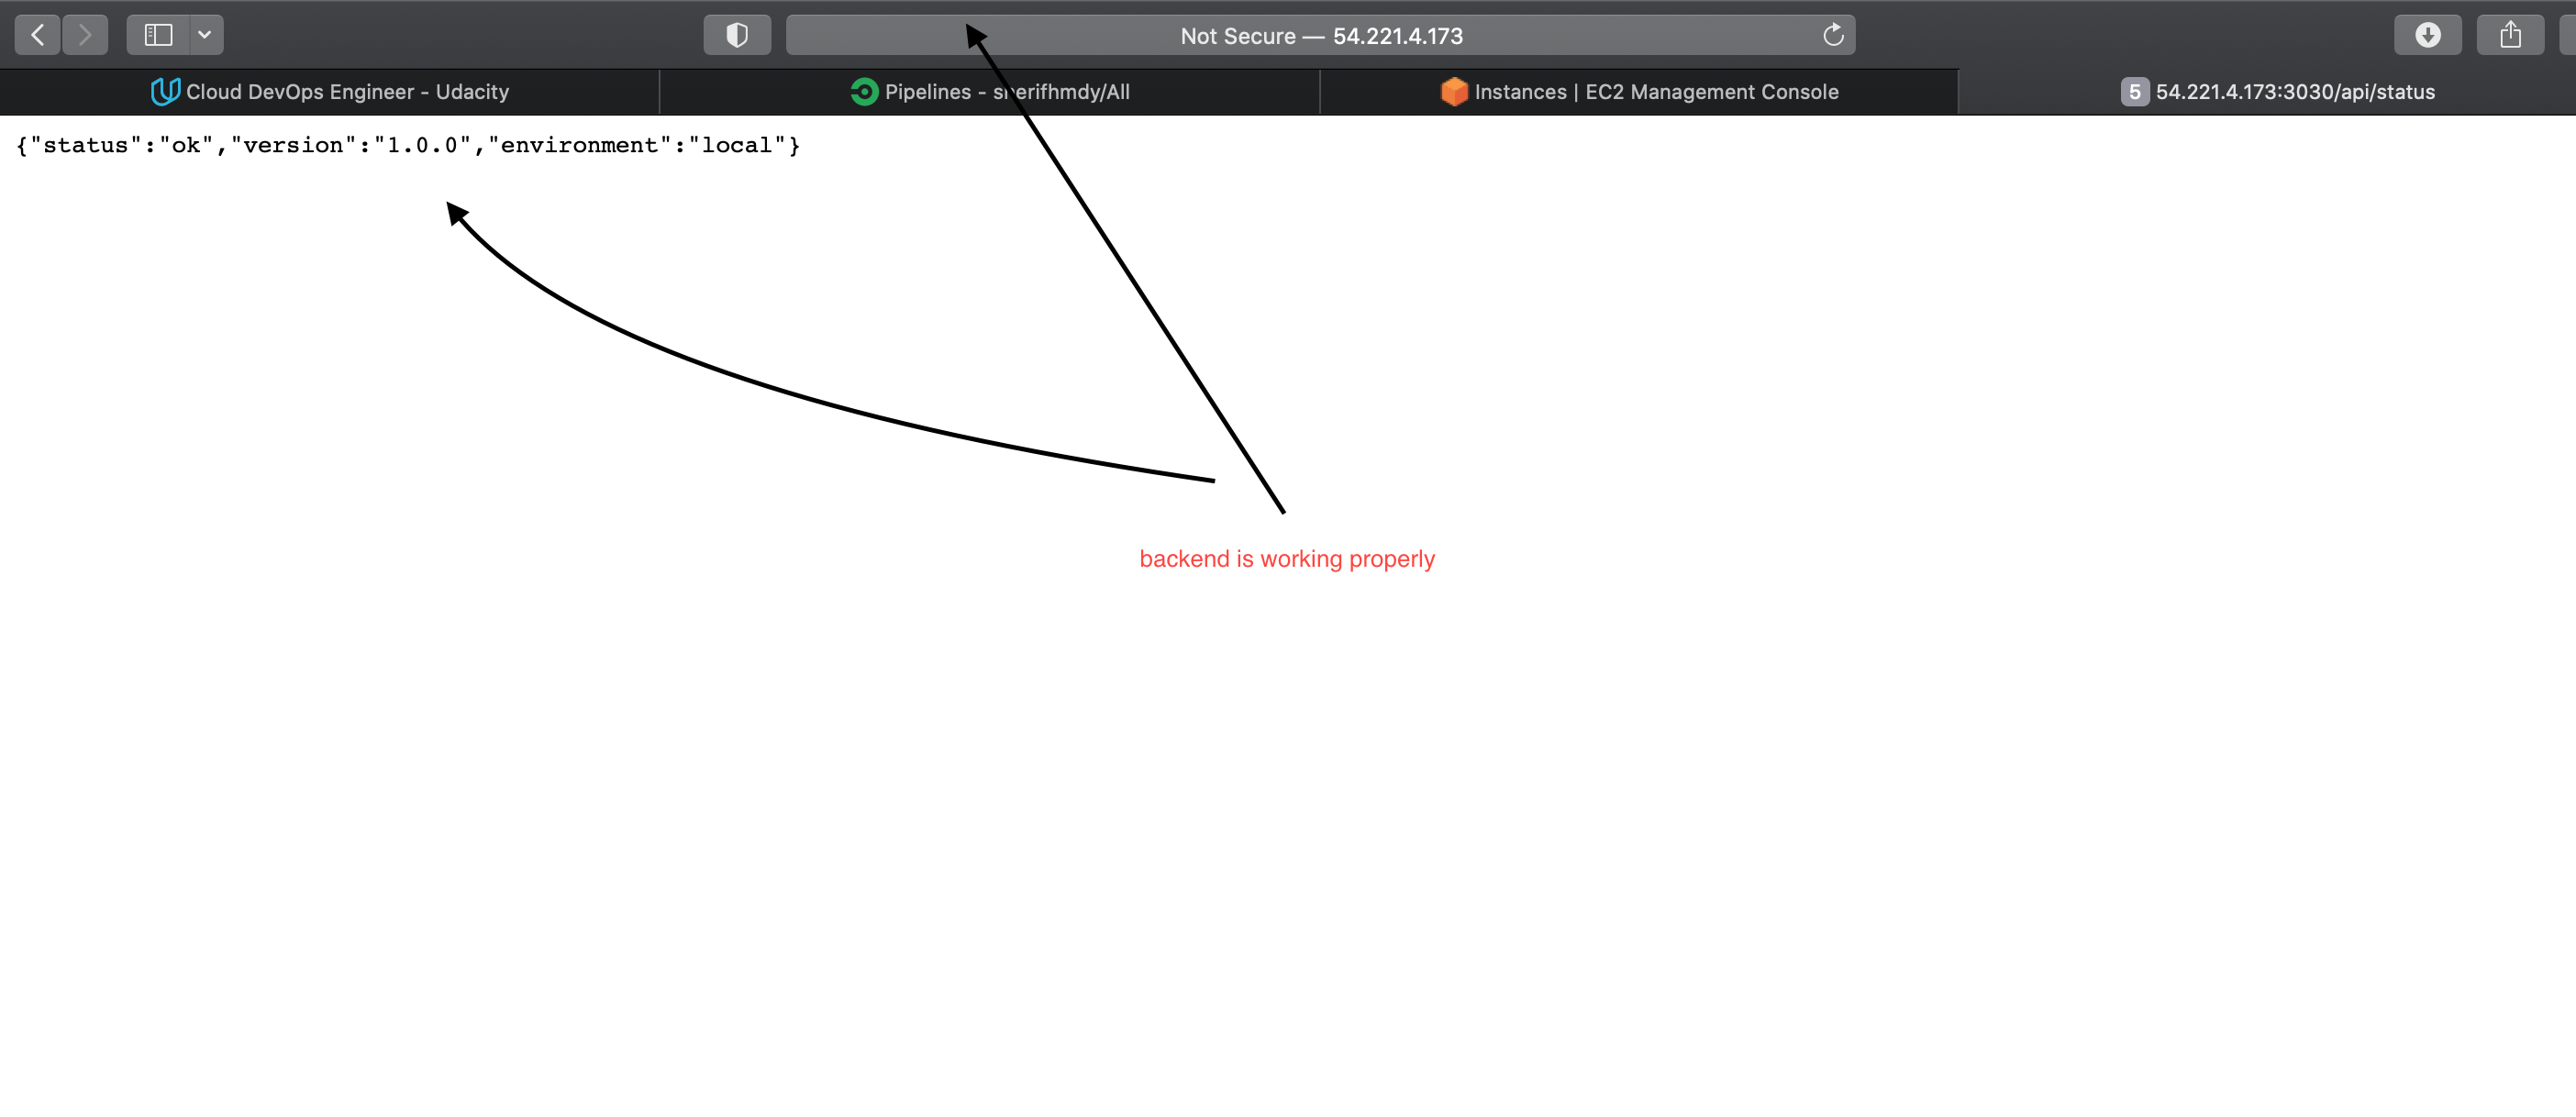 Not Secure — 54.221.4.173
Cloud DevOps Engineer - Udacity
Pipelines - sherifhmdy/All
Instances | EC2 Management Console
5 54.221.4.173:3030/api/status
{"status":"ok","version":"1.0.0","environment":"local"}
backend is working properly